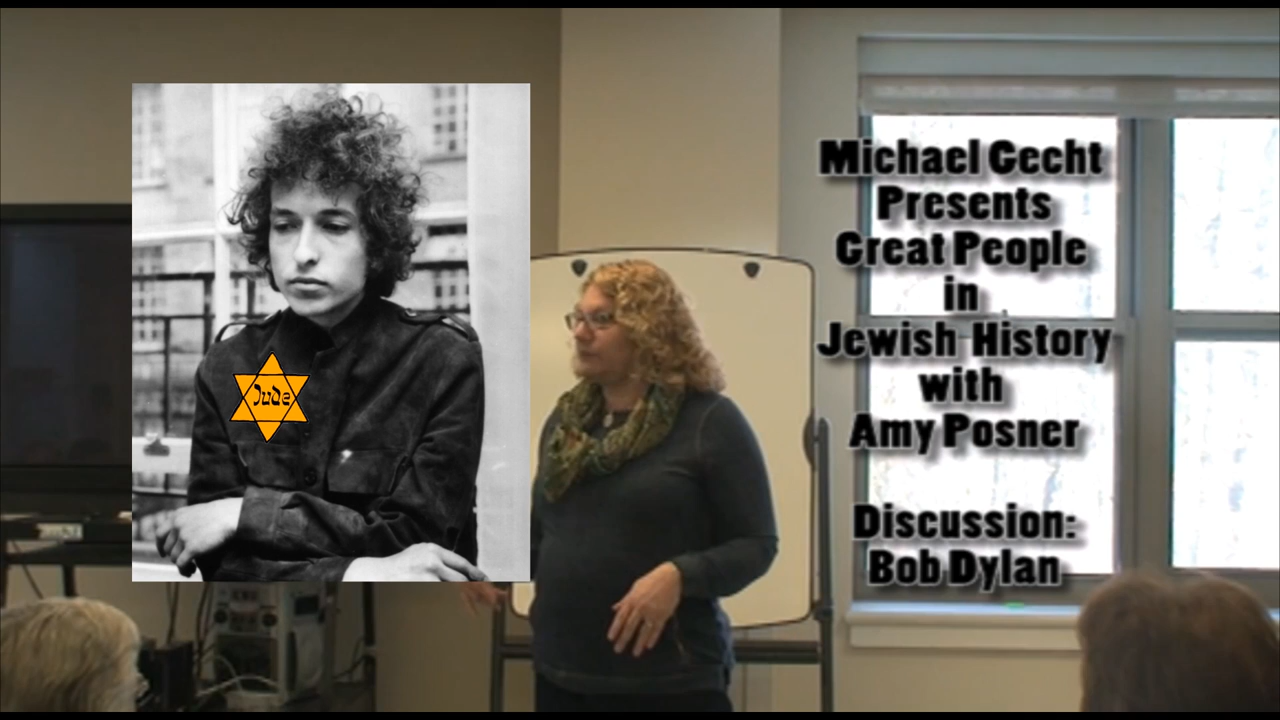 Jude
Michael Gecht
Presents
Great People
in
Jewish History
with
Amy Posner
Discussion:
Bob Dylan